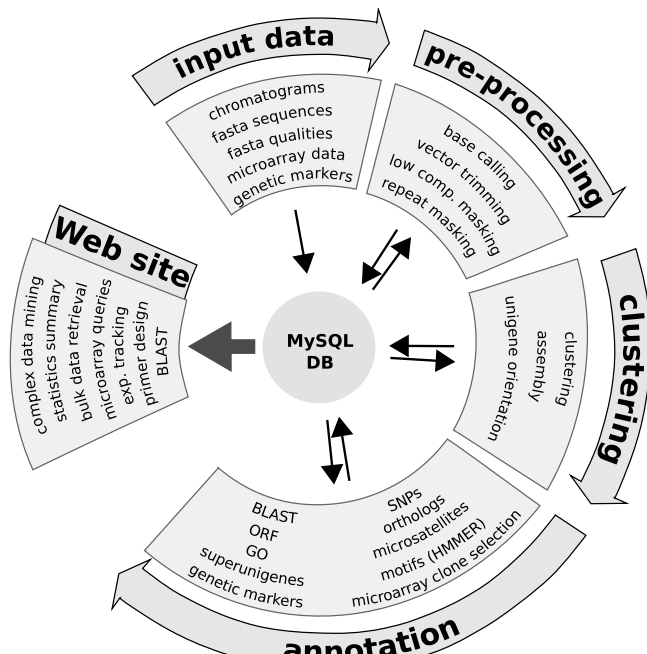 input data
chromatograms
fasta sequences
fasta qualities
microarray data
genetic markers
pre-processing
base calling
vector trimming
low comp. masking
repeat masking
clustering
clustering
assembly
unigene orientation
annotation
SNPs
orthologs
microsatellites
motifs (HMMER)
microarray clone selection
BLAST
ORF
GO
superunigenes
genetic markers
Web site
complex data mining
statistics summary
bulk data retrieval
microarray queries
exp. tracking
primer design
BLAST
MySQL
DB